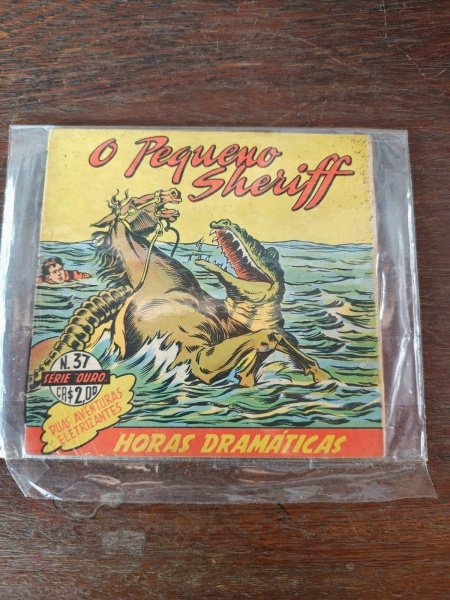 O Pequeno
Sheriff
N. 37
SERIE OURO
CR$2,00
DUAS AVENTURAS
ELETRIZANTES
HORAS DRAMÁTICAS